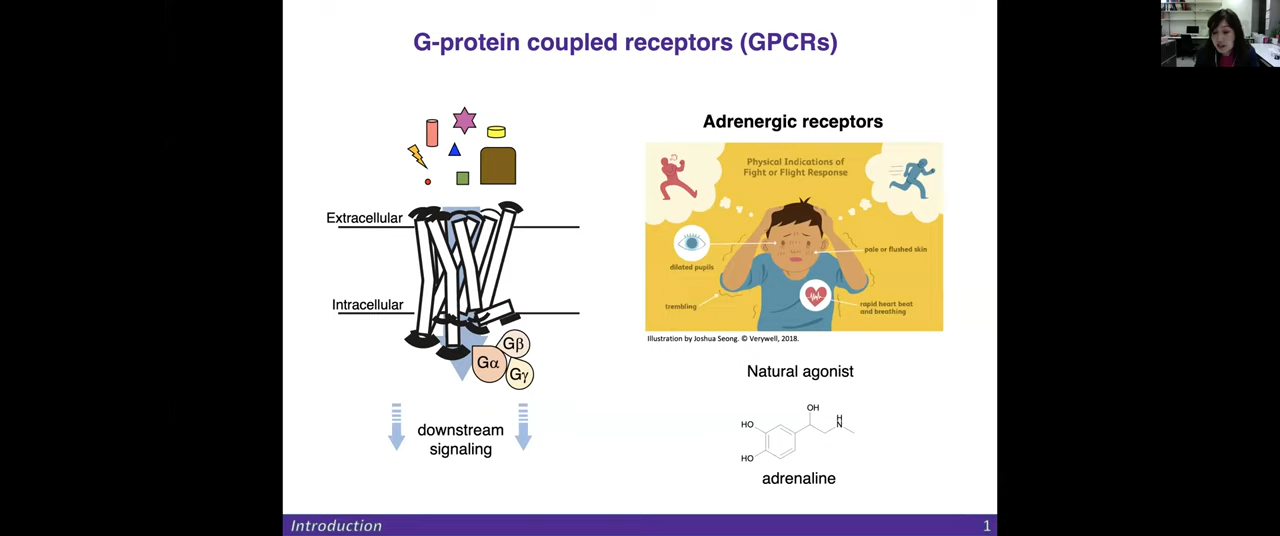 G-protein coupled receptors (GPCRs)
Extracellular
Intracellular
Gα
Gβ
Gγ
downstream
signaling
Adrenergic receptors
Physical Indications of
Fight or Flight Response
dilated pupils
pale or flushed skin
trembling
rapid heart beat
and breathing
Illustration by Joshua Seong. © Verywell, 2018.
Natural agonist
OH
HO
H
N
HO
adrenaline
Introduction
1